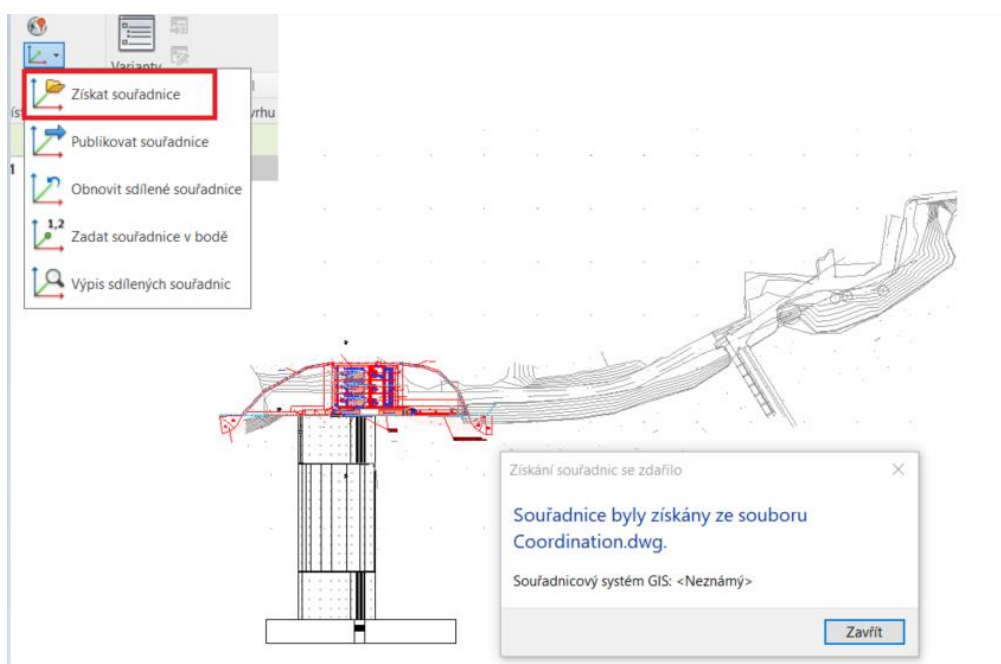 Varianty
Získat souřadnice
vrhu
Publikovat souřadnice
1
Obnovit sdílené souřadnice
1,2
Zadat souřadnice v bodě
Výpis sdílených souřadnic
Získání souřadnic se zdařilo
Souřadnice byly získány ze souboru
Coordination.dwg.
Souřadnicový systém GIS: <Neznámý>
Zavřít